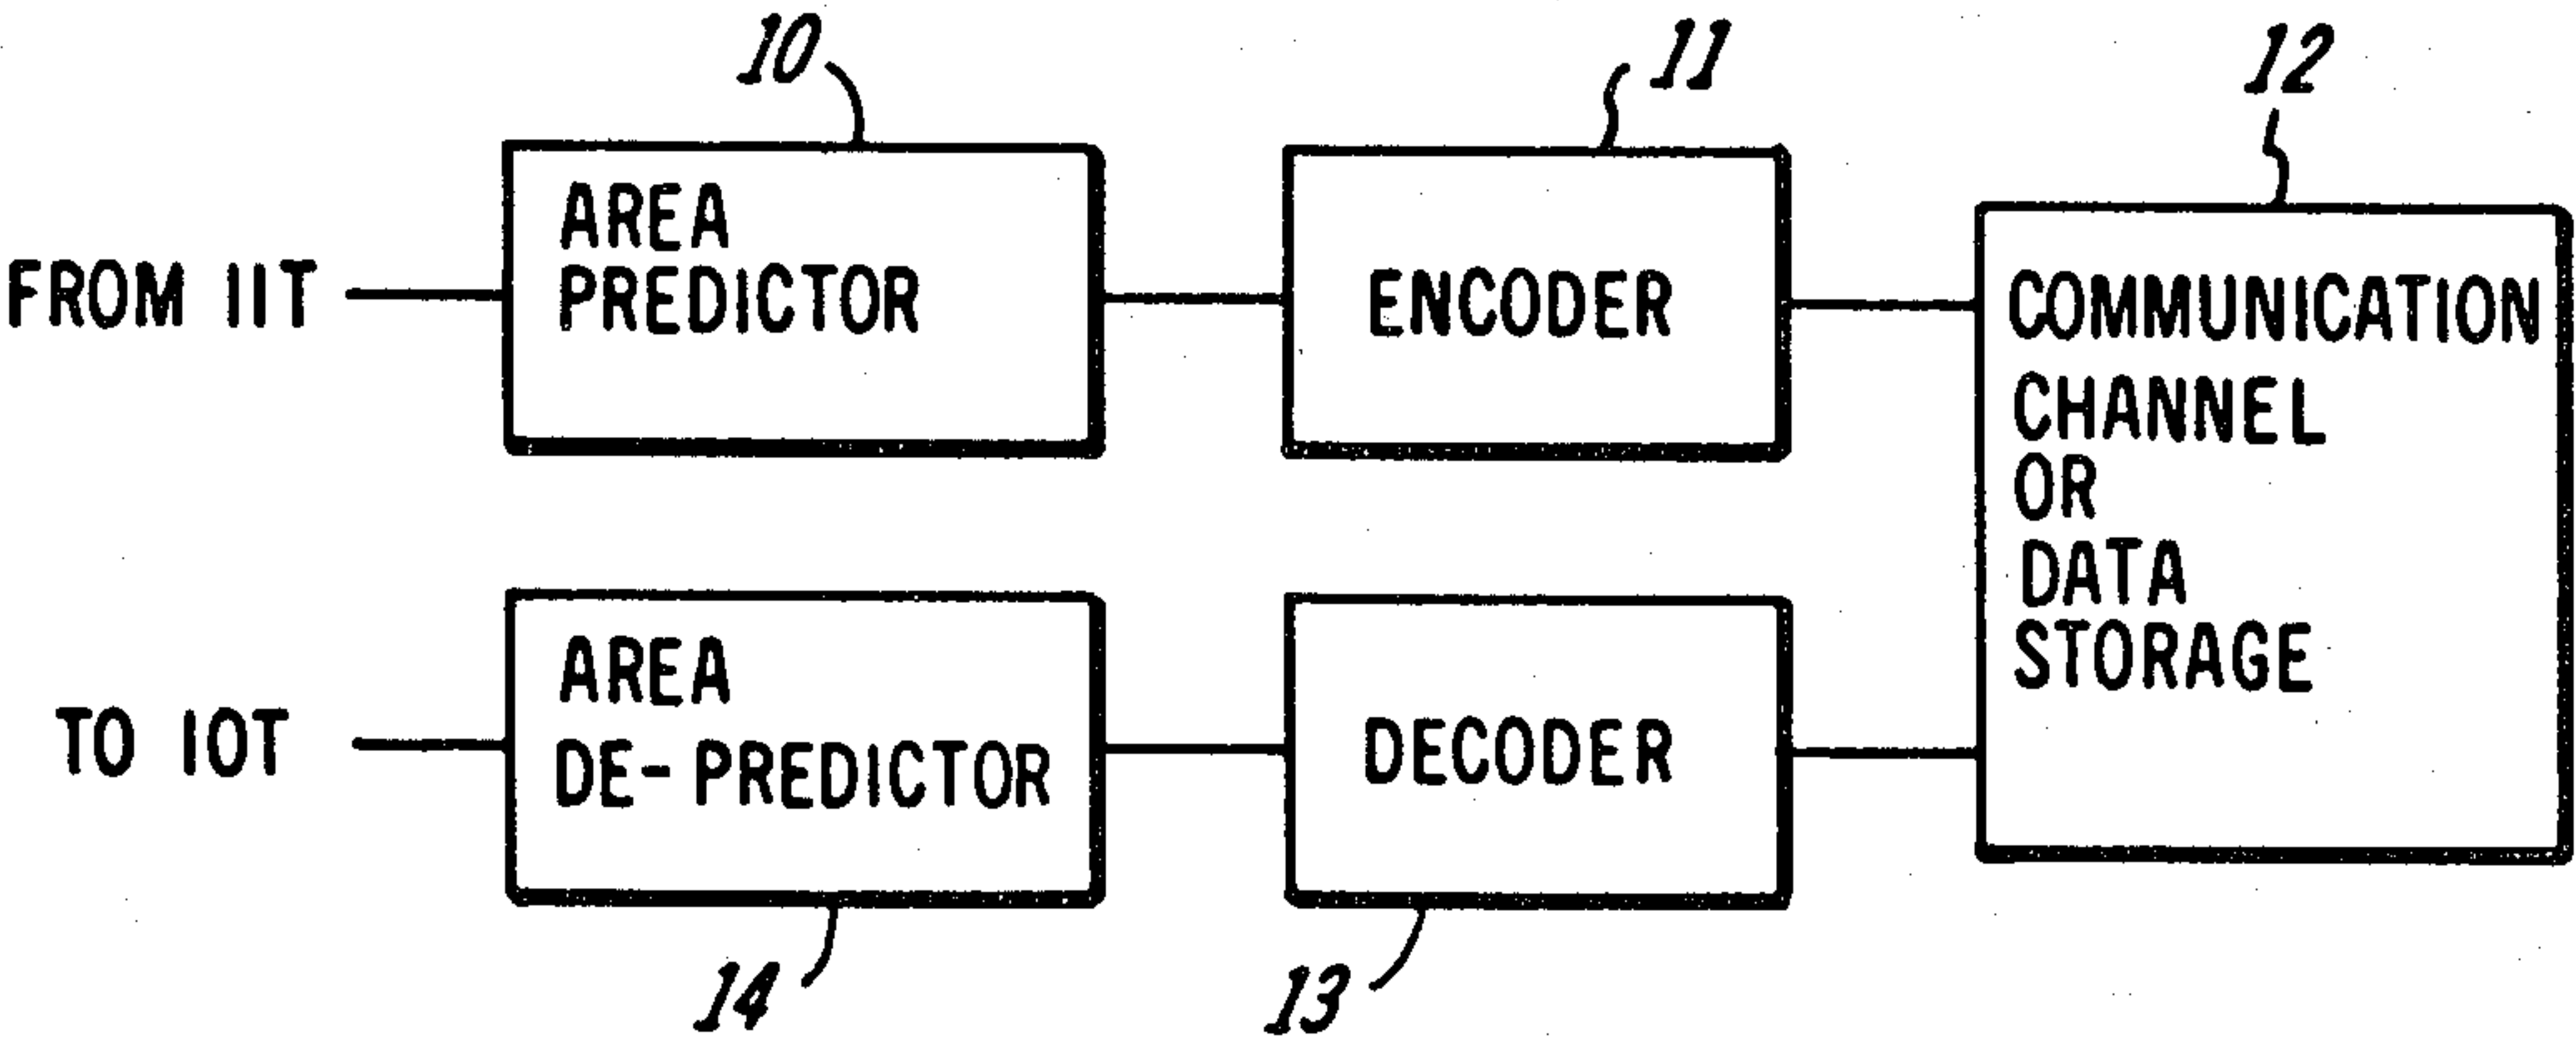 10
11
12
FROM IIT
AREA
PREDICTOR
ENCODER
COMMUNICATION
CHANNEL
OR
DATA
STORAGE
TO IOT
AREA
DE-PREDICTOR
DECODER
14
13